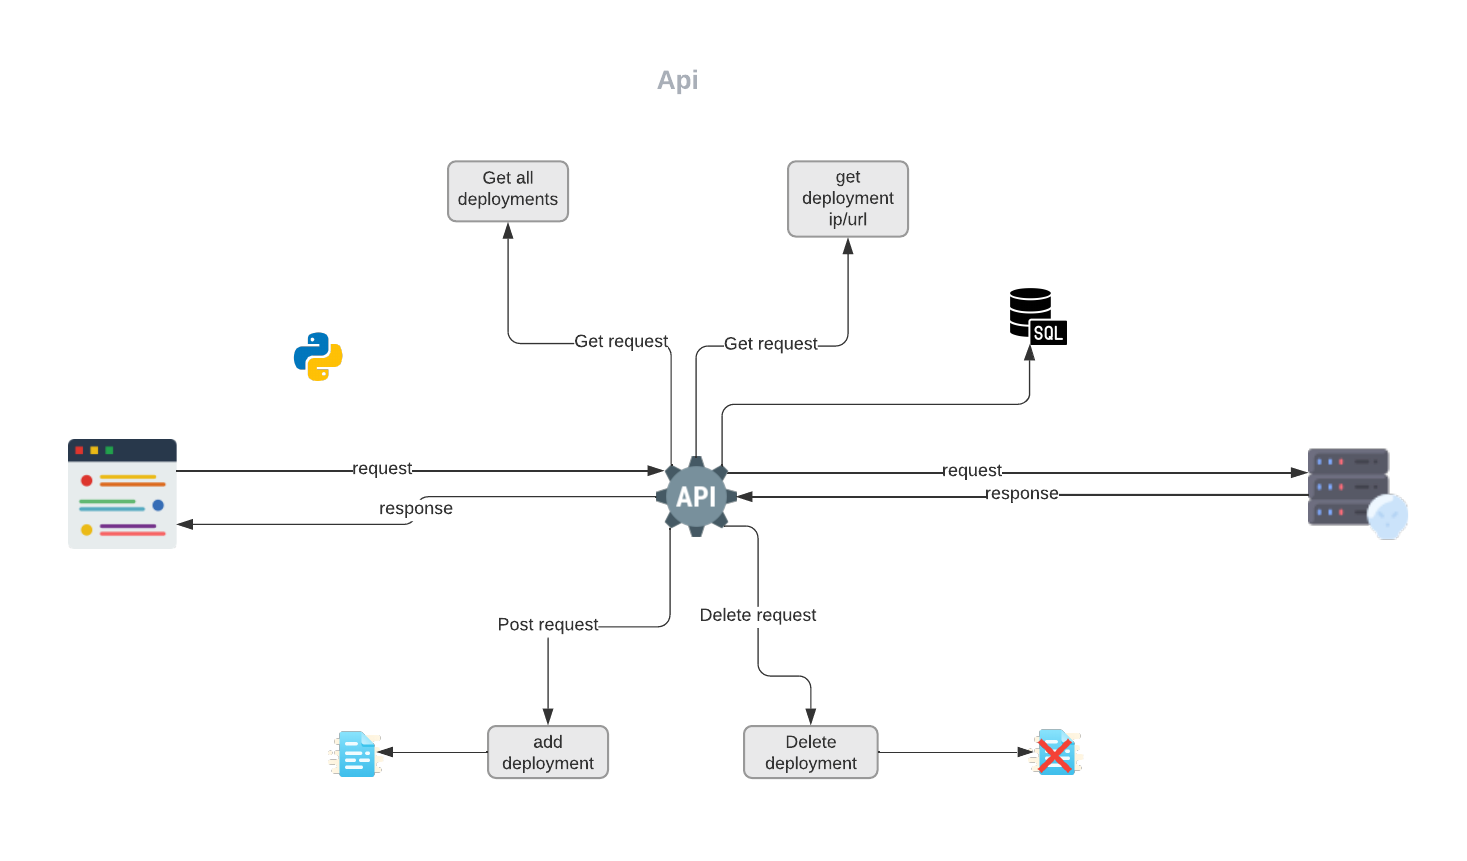 Api
Get all
deployments
get
deployment
ip/url
SQL
Get request
Get request
request
request
API
response
response
Post request
Delete request
add
deployment
Delete
deployment